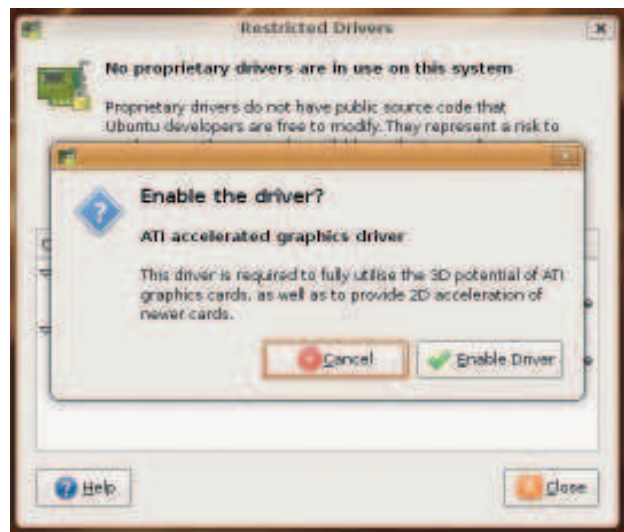 Restricted Drivers
No proprietary drivers are in use on this system
Proprietary drivers do not have public source code that
Ubuntu developers are free to modify. They represent a risk to
Enable the driver?
ATI accelerated graphics driver
This driver is required to fully utilise the 3D potential of ATI
graphics cards, as well as to provide 2D acceleration of
newer cards.
Cancel
Enable Driver
Help
Close